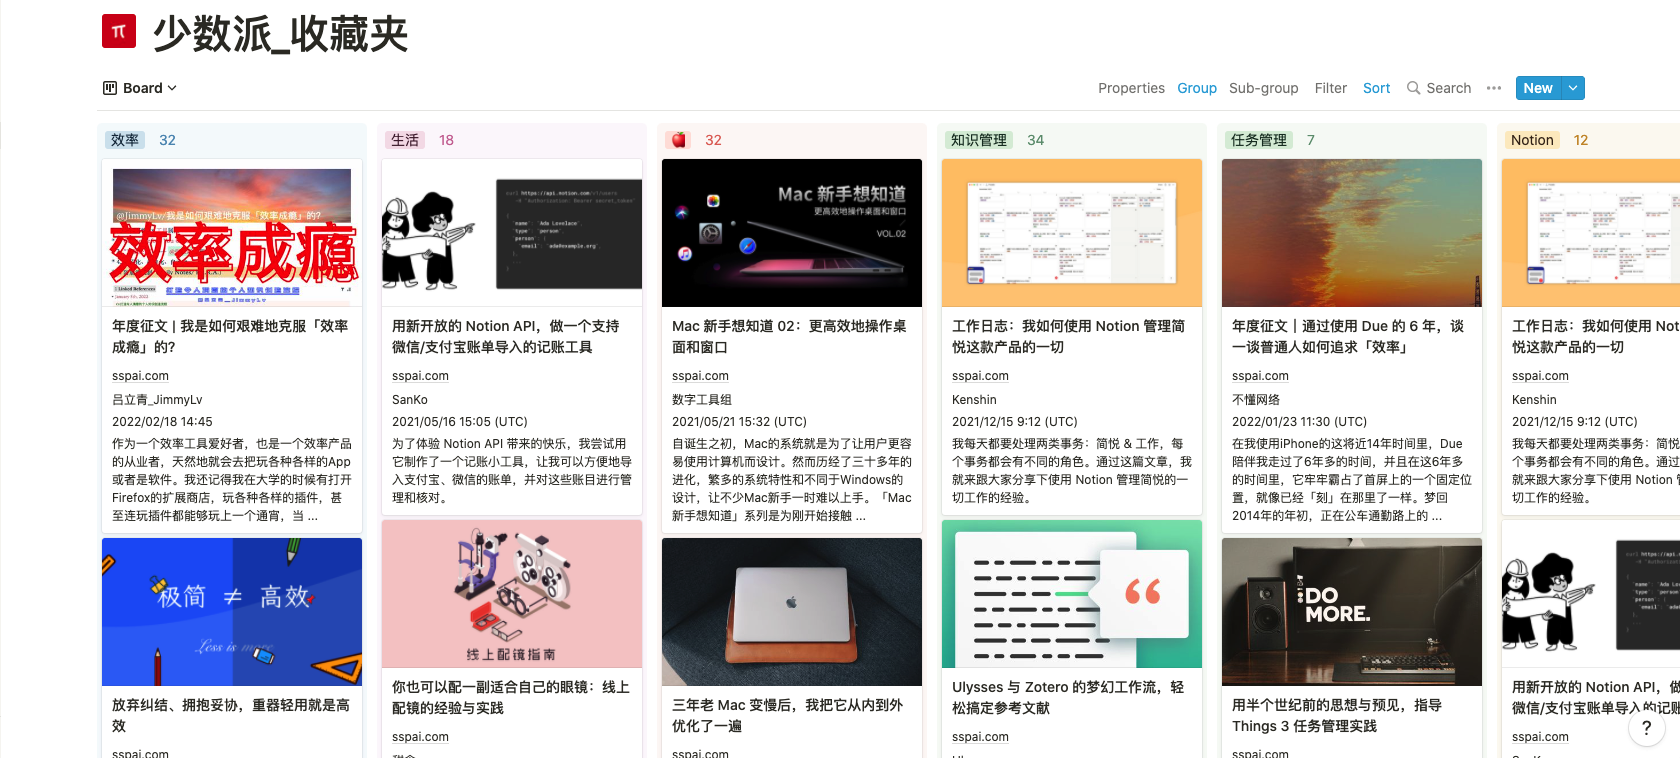 π 少数派_收藏夹
Board
Properties Group Sub-group Filter Sort Search ••• New
效率 32
生活 18
32
知识管理 34
任务管理 7
Notion 12
@JimmyLv/我是如何艰难地克服「效率成瘾」的?
效率成瘾
年度征文 | 我是如何艰难地克服「效率
成瘾」的?
sspai.com
吕立青_JimmyLv
2022/02/18 14:45
作为一个效率工具爱好者，也是一个效率产品
的从业者，天然地就会去把玩各种各样的App
或者是软件。我还记得我在大学的时候有打开
Firefox的扩展商店，玩各种各样的插件，甚
至连玩插件都能够玩上一个通宵，当 ...
极简 ≠ 高效
Less is more
放弃纠结、拥抱妥协，重器轻用就是高
效
sspai.com
curl https://api.notion.com/v1/users
-H 'Authorization: Bearer secret_token'
{
"name": "Ada Lovelace",
"type": "person",
"person": {
"email": "ada@example.org",
},
...
}
用新开放的 Notion API，做一个支持
微信/支付宝账单导入的记账工具
sspai.com
SanKo
2021/05/16 15:05 (UTC)
为了体验 Notion API 带来的快乐，我尝试用
它制作了一个记账小工具，让我可以方便地导
入支付宝、微信的账单，并对这些账目进行管
理和核对。
线上配镜指南
你也可以配一副适合自己的眼镜：线上
配镜的经验与实践
sspai.com
Mac 新手想知道
更高效地操作桌面和窗口
VOL.02
Mac 新手想知道 02：更高效地操作桌
面和窗口
sspai.com
数字工具组
2021/05/21 15:32 (UTC)
自诞生之初，Mac的系统就是为了让用户更容
易使用计算机而设计。然而历经了三十多年的
进化，繁多的系统特性和不同于Windows的
设计，让不少Mac新手一时难以上手。「Mac
新手想知道」系列是为刚开始接触 ...
三年老 Mac 变慢后，我把它从内到外
优化了一遍
sspai.com
工作日志：我如何使用 Notion 管理简
悦这款产品的一切
sspai.com
Kenshin
2021/12/15 9:12 (UTC)
我每天都要处理两类事务：简悦 & 工作，每
个事务都会有不同的角色。通过这篇文章，我
就来跟大家分享下使用 Notion 管理简悦的一
切工作的经验。
“
Ulysses 与 Zotero 的梦幻工作流，轻
松搞定参考文献
sspai.com
年度征文｜通过使用 Due 的 6 年，谈
一谈普通人如何追求「效率」
sspai.com
不懂网络
2022/01/23 11:30 (UTC)
在我使用iPhone的这将近14年时间里，Due
陪伴我走过了6年多的时间，并且在这6年多
的时间里，它牢牢霸占了首屏上的一个固定位
置，就像已经「刻」在那里了一样。梦回
2014年的年初，正在公车通勤路上的 ...
DO
MORE.
用半个世纪前的思想与预见，指导
Things 3 任务管理实践
sspai.com
工作日志：我如何使用 Not
悦这款产品的一切
sspai.com
Kenshin
2021/12/15 9:12 (UTC)
我每天都要处理两类事务：简悦
个事务都会有不同的角色。通过
就来跟大家分享下使用 Notion
切工作的经验。
用新开放的 Notion API，做
微信/支付宝账单导入的记账
sspai.com
?